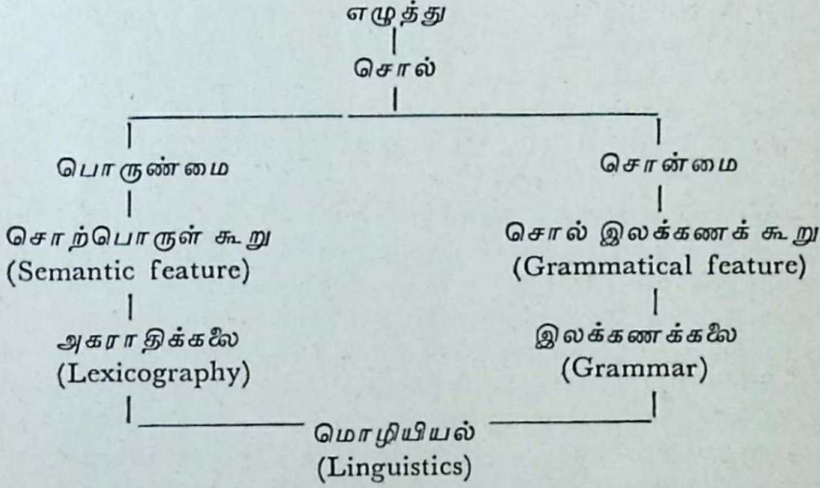 எழுத்து
சொல்
பொருண்மை சொன்மை
சொற்பொருள் கூறு சொல் இலக்கணக் கூறு
(Semantic feature) (Grammatical feature)
அகராதிக்கலை இலக்கணக்கலை
(Lexicography) (Grammar)
மொழியியல்
(Linguistics)